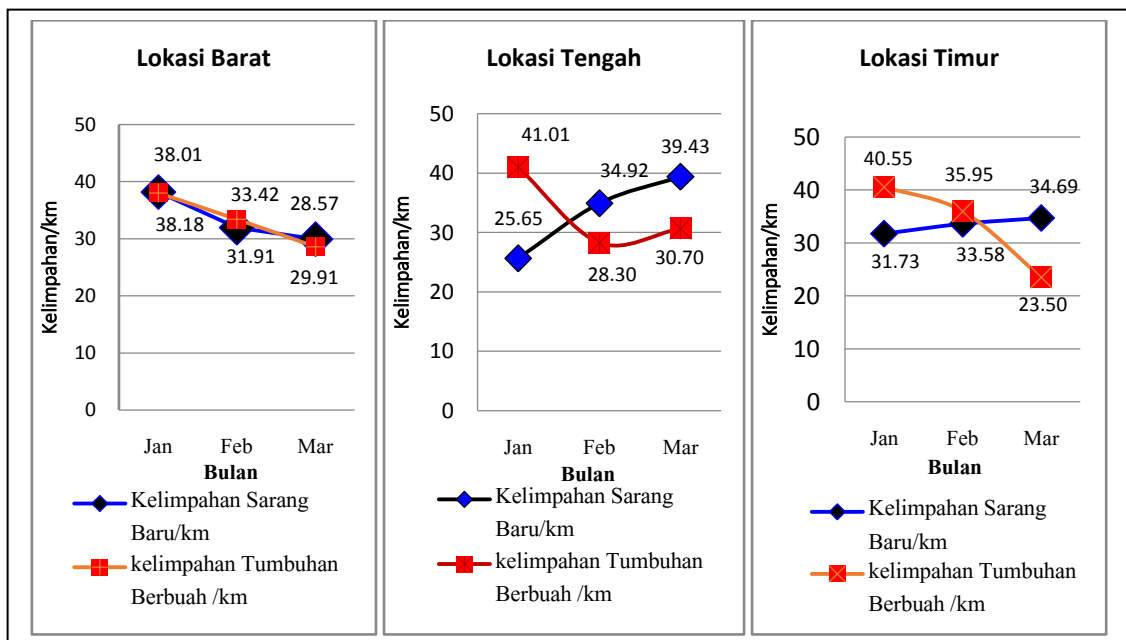 Lokasi Barat
Kelimpahan/km
50
40
30
20
10
0
38.01
33.42
28.57
38.18
31.91
29.91
Jan Feb Mar
Bulan
Kelimpahan Sarang
Baru/km
kelimpahan Tumbuhan
Berbuah /km
Lokasi Tengah
Kelimpahan/km
50
40
30
20
10
0
41.01
39.43
34.92
25.65
28.30
30.70
Jan Feb Mar
Bulan
Kelimpahan Sarang
Baru/km
kelimpahan Tumbuhan
Berbuah /km
Lokasi Timur
Kelimpahan/km
50
40
30
20
10
0
40.55
35.95
34.69
31.73
33.58
23.50
Jan Feb Mar
Bulan
Kelimpahan Sarang
Baru/km
kelimpahan Tumbuhan
Berbuah /km